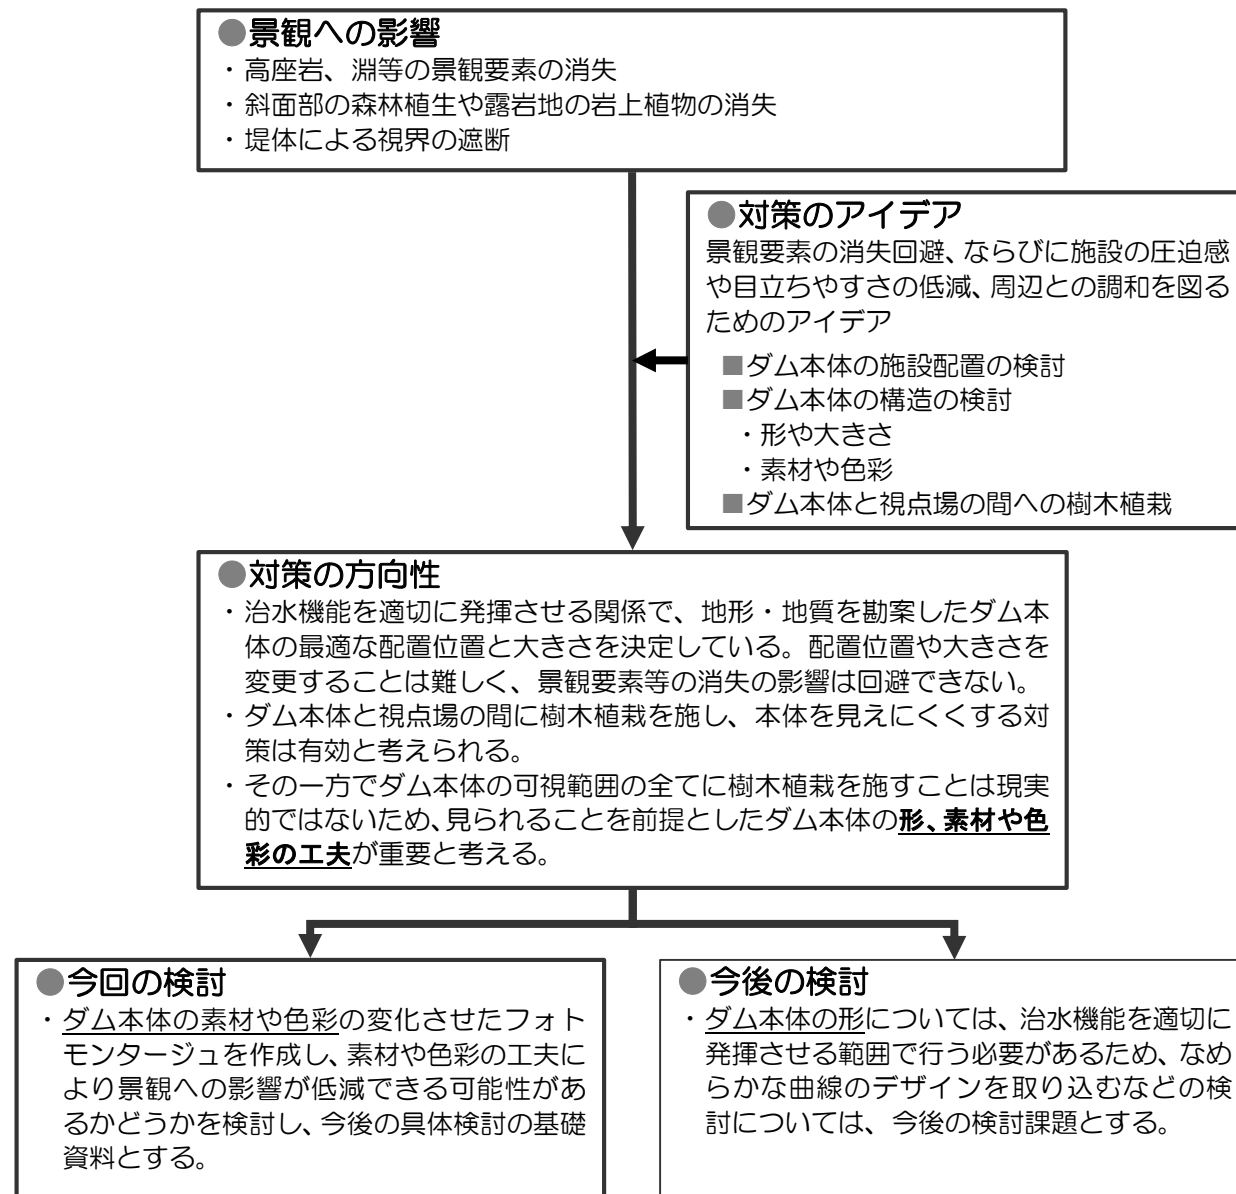 ●景観への影響
・高座岩、淵等の景観要素の消失
・斜面部の森林植生や露岩地の岩上植物の消失
・堤体による視界の遮断
●対策のアイデア
景観要素の消失回避、ならびに施設の圧迫感
や目立ちやすさの低減、周辺との調和を図る
ためのアイデア
■ダム本体の施設配置の検討
■ダム本体の構造の検討
・形や大きさ
・素材や色彩
■ダム本体と視点場の間への樹木植栽
●対策の方向性
・治水機能を適切に発揮させる関係で、地形・地質を勘案したダム本
体の最適な配置位置と大きさを決定している。配置位置や大きさを
変更することは難しく、景観要素等の消失の影響は回避できない。
・ダム本体と視点場の間に樹木植栽を施し、本体を見えにくくする対
策は有効と考えられる。
・その一方でダム本体の可視範囲の全てに樹木植栽を施すことは現実
的ではないため、見られることを前提としたダム本体の形、素材や色
彩の工夫が重要と考える。
●今回の検討
・ダム本体の素材や色彩の変化させたフォト
モンタージュを作成し、素材や色彩の工夫に
より景観への影響が低減できる可能性があ
るかどうかを検討し、今後の具体検討の基礎
資料とする。
●今後の検討
・ダム本体の形については、治水機能を適切に
発揮させる範囲で行う必要があるため、なめ
らかな曲線のデザインを取り込むなどの検
討については、今後の検討課題とする。